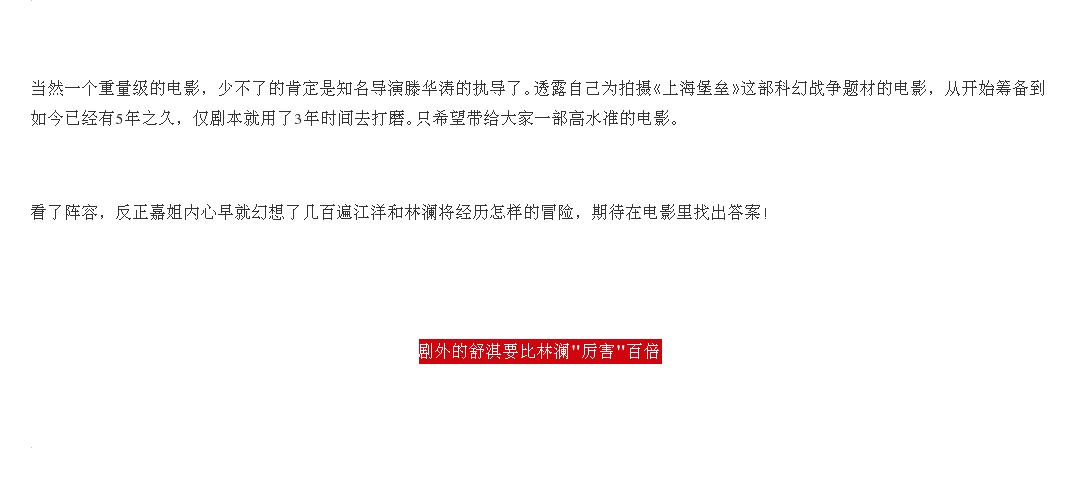 当然一个重量级的电影，少不了的肯定是知名导演滕华涛的执导了。透露自己为拍摄《上海堡垒》这部科幻战争题材的电影，从开始筹备到
如今已经有5年之久，仅剧本就用了3年时间去打磨。只希望带给大家一部高水准的电影。
看了阵容，反正嘉姐内心早就幻想了几百遍江洋和林澜将经历怎样的冒险，期待在电影里找出答案！
剧外的舒淇要比林澜"厉害"百倍